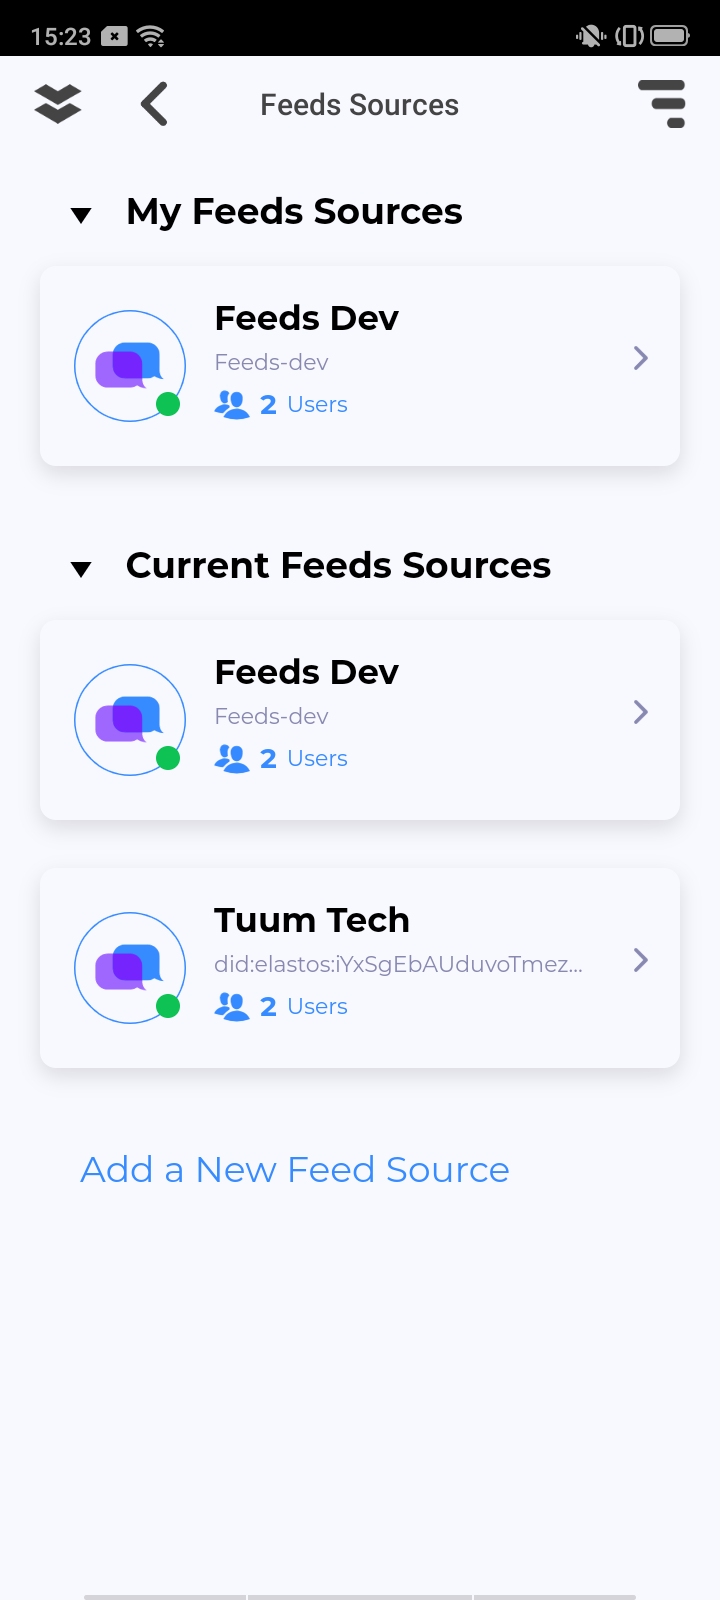 15:23
Feeds Sources
My Feeds Sources
Feeds Dev
Feeds-dev
2 Users
Current Feeds Sources
Feeds Dev
Feeds-dev
2 Users
Tuum Tech
did:elastos:iYxSgEbAUduvoTmez...
2 Users
Add a New Feed Source